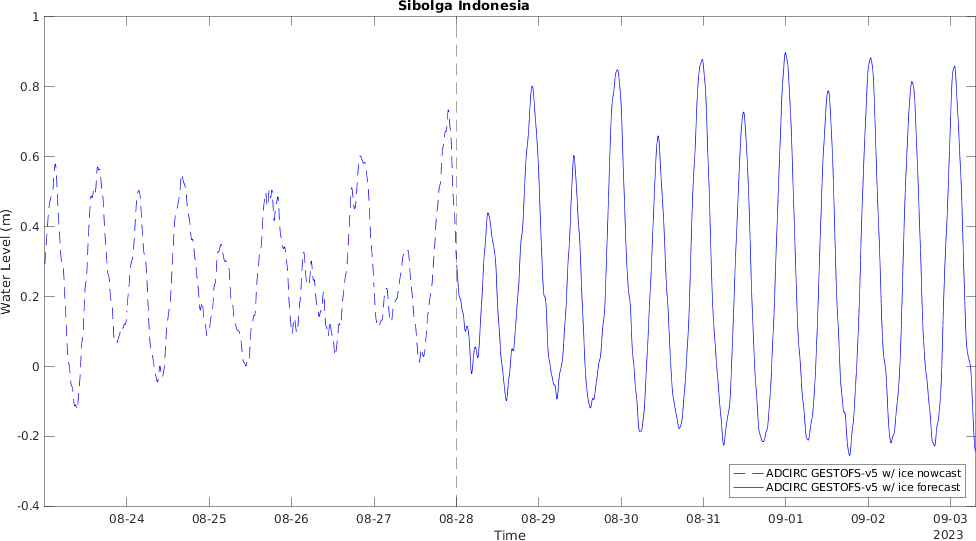 Sibolga Indonesia
Water Level (m)
1
0.8
0.6
0.4
0.2
0
-0.2
-0.4
ADCIRC GESTOFS-v5 w/ ice nowcast
ADCIRC GESTOFS-v5 w/ ice forecast
08-24 08-25 08-26 08-27 08-28 08-29 08-30 08-31 09-01 09-02 09-03
Time 2023